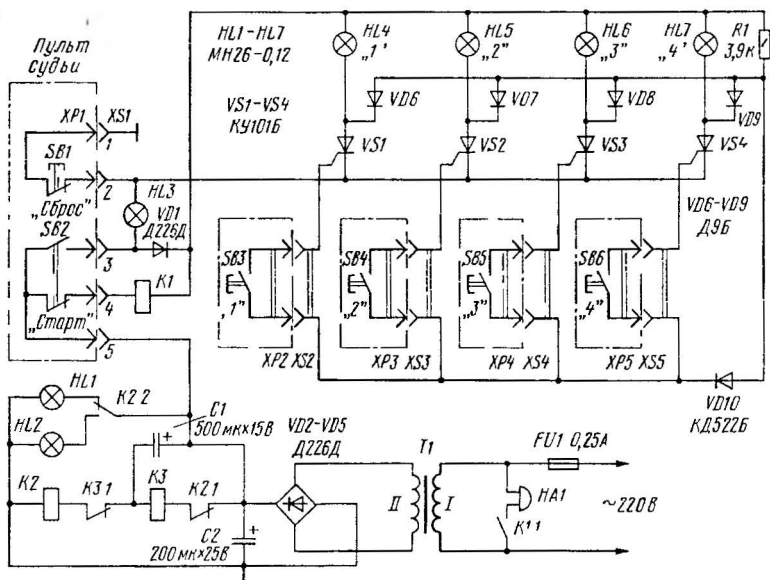 Пульт
судьи
HL1-HL7
МН26-0,12
HL4
„1"
HL5
„2"
HL6
„3"
HL7
„4"
R1
3,9к
VS1-VS4
КУ101Б
VD6
VD7
VD8
VD9
XP1
XS1
1
SB1
VS1
VS2
VS3
VS4
2
HL3
„Сброс"
SB2
VD1
Д226Д
VD6-VD9
Д9Б
3
K1
4
„Старт"
5
SB3
„1"
SB4
„2"
SB5
„3"
SB6
„4"
XP2 XS2
XP3 XS3
XP4 XS4
XP5 XS5
VD10
КД522Б
HL1
K2.2
HL2
C1
500мк×15В
+
VD2-VD5
Д226Д
T1
FU1 0,25А
K2
K3.1
K3
K2.1
II
I
HA1
~220В
K1.1
C2
200мк×25В
+